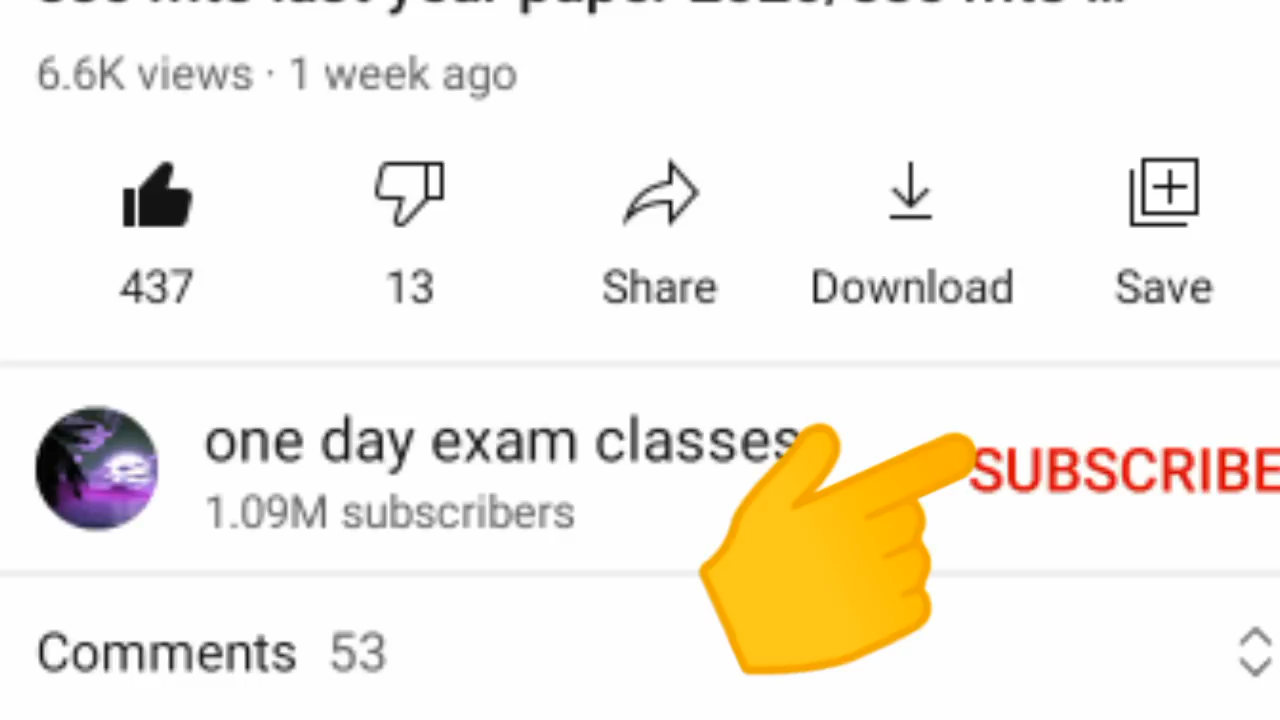 6.6K views · 1 week ago
437
13
Share
Download
Save
one day exam classes
SUBSCRIBE
1.09M subscribers
Comments 53